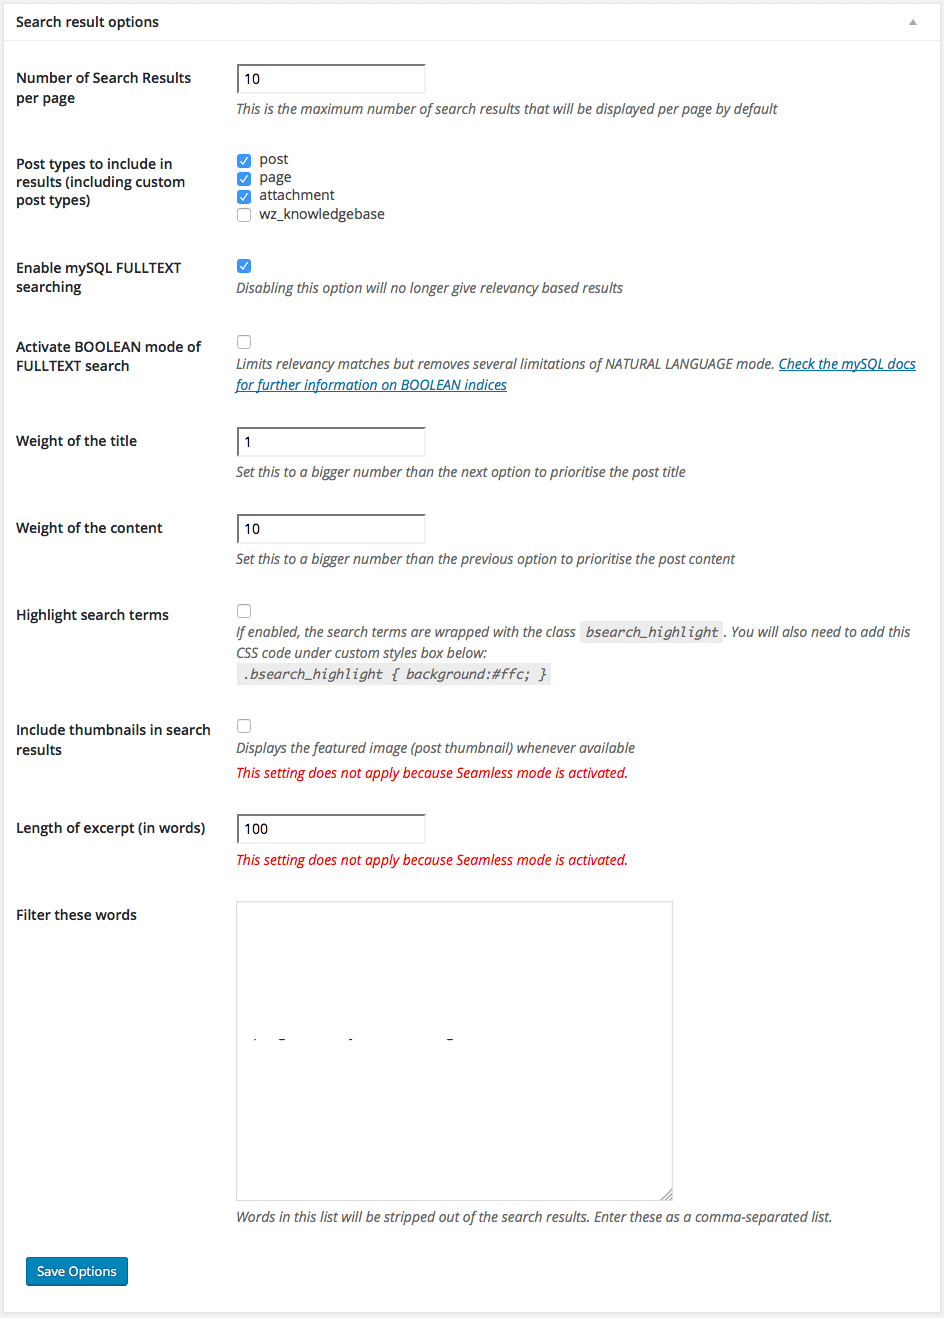 Search result options
Number of Search Results
per page
10
This is the maximum number of search results that will be displayed per page by default
Post types to include in
results (including custom
post types)
post
page
attachment
wz_knowledgebase
Enable mySQL FULLTEXT
searching
Disabling this option will no longer give relevancy based results
Activate BOOLEAN mode of
FULLTEXT search
Limits relevancy matches but removes several limitations of NATURAL LANGUAGE mode. Check the mySQL docs
for further information on BOOLEAN indices
Weight of the title
1
Set this to a bigger number than the next option to prioritise the post title
Weight of the content
10
Set this to a bigger number than the previous option to prioritise the post content
Highlight search terms
If enabled, the search terms are wrapped with the class bsearch_highlight. You will also need to add this
CSS code under custom styles box below:
.bsearch_highlight { background:#ffc; }
Include thumbnails in search
results
Displays the featured image (post thumbnail) whenever available
This setting does not apply because Seamless mode is activated.
Length of excerpt (in words)
100
This setting does not apply because Seamless mode is activated.
Filter these words
Words in this list will be stripped out of the search results. Enter these as a comma-separated list.
Save Options